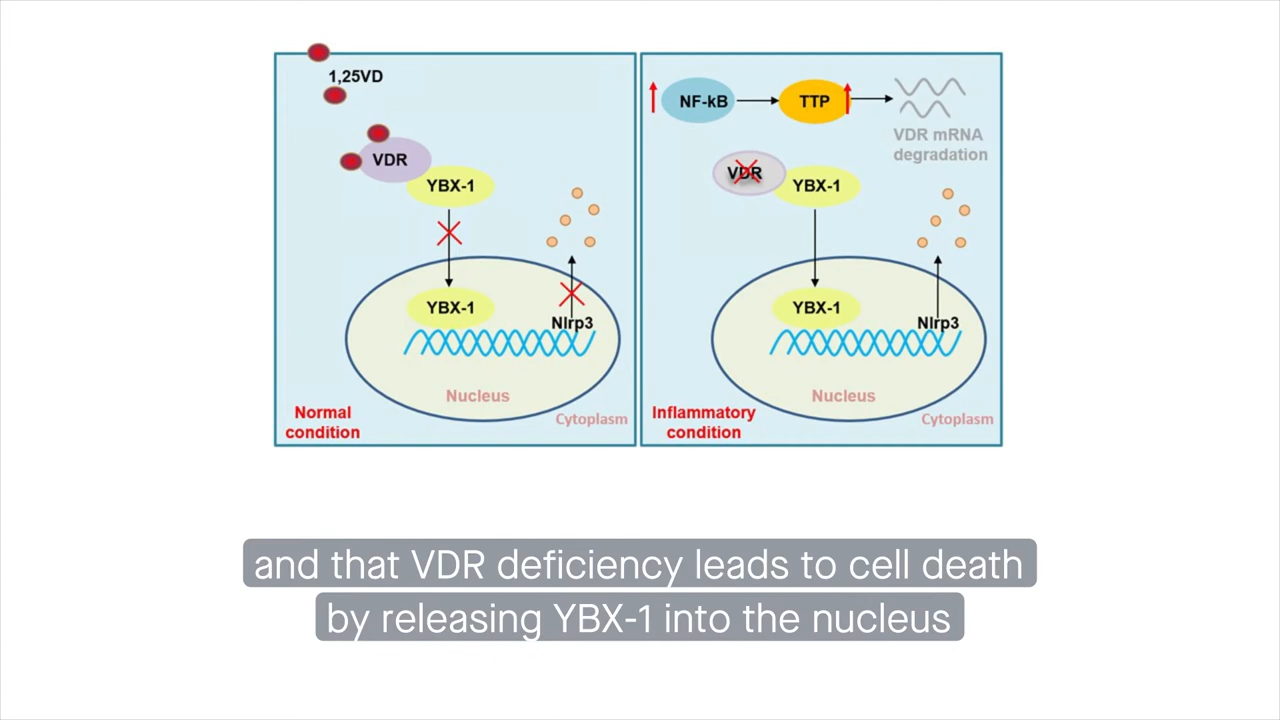 1,25VD
VDR
YBX-1
YBX-1
Nlrp3
Nucleus
Normal
condition
Cytoplasm
NF-kB
TTP
VDR mRNA
degradation
VDR
YBX-1
YBX-1
Nlrp3
Nucleus
Inflammatory
condition
Cytoplasm
and that VDR deficiency leads to cell death
by releasing YBX-1 into the nucleus